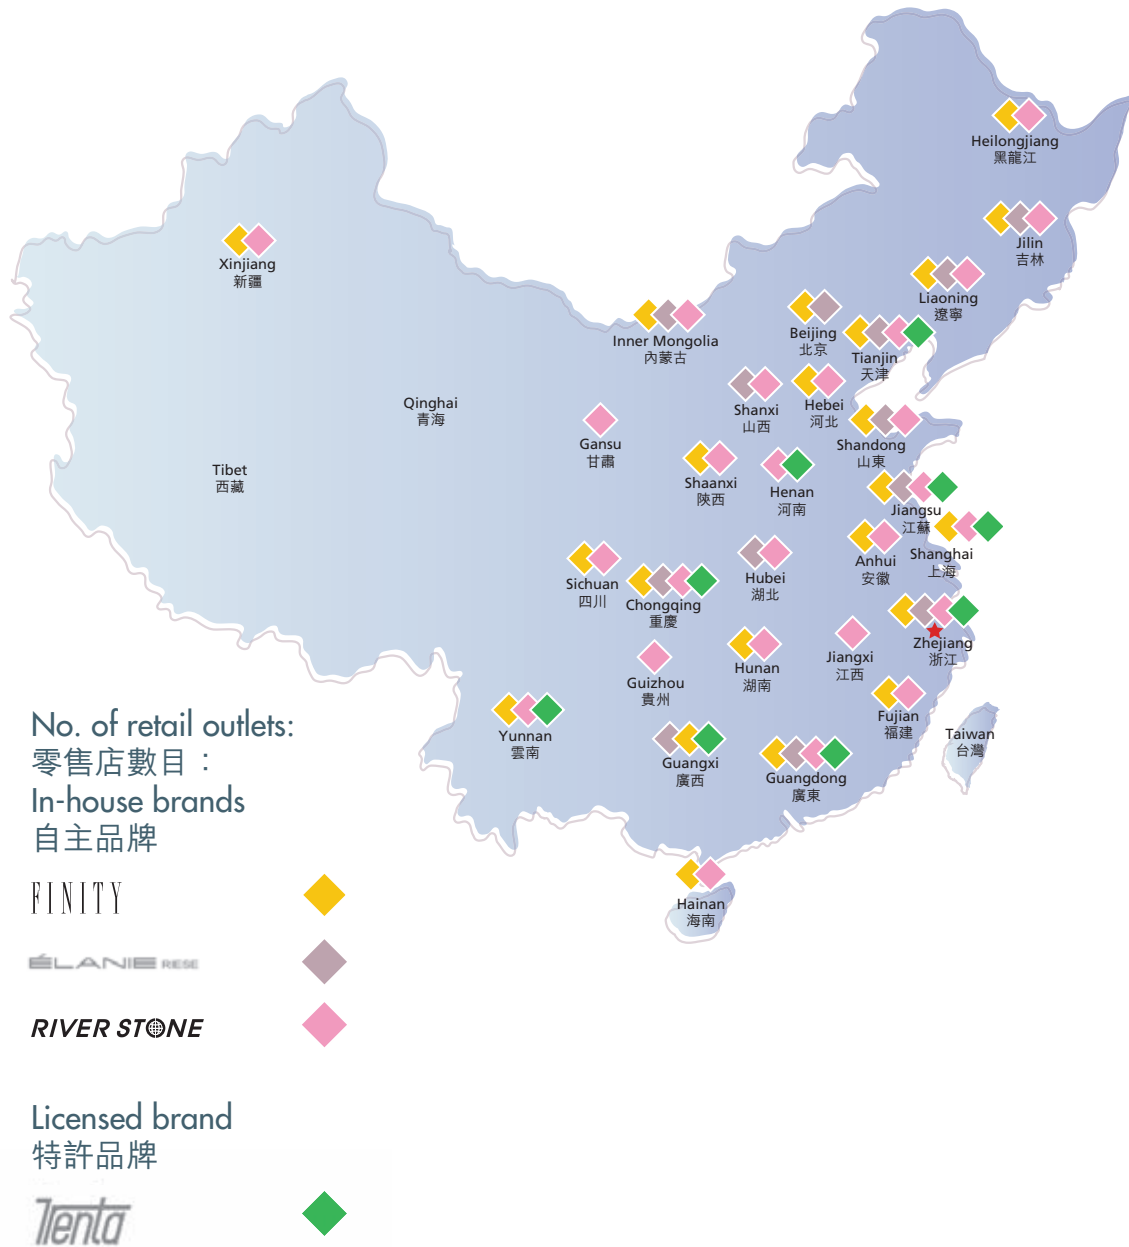 Heilongjiang
黑龍江
Jilin
吉林
Xinjiang
新疆
Liaoning
遼寧
Inner Mongolia
內蒙古
Beijing
北京
Tianjin
天津
Qinghai
青海
Shanxi
山西
Hebei
河北
Gansu
甘肅
Shandong
山東
Tibet
西藏
Shaanxi
陝西
Henan
河南
Jiangsu
江蘇
Shanghai
上海
Anhui
安徽
Sichuan
四川
Chongqing
重慶
Hubei
湖北
Zhejiang
浙江
Jiangxi
江西
Hunan
湖南
Guizhou
貴州
Fujian
福建
Yunnan
雲南
Guangxi
廣西
Guangdong
廣東
Taiwan
台灣
Hainan
海南
No. of retail outlets:
零售店數目：
In-house brands
自主品牌
FINITY
ÉLANIE RIESE
RIVER STONE
Licensed brand
特許品牌
Tenta